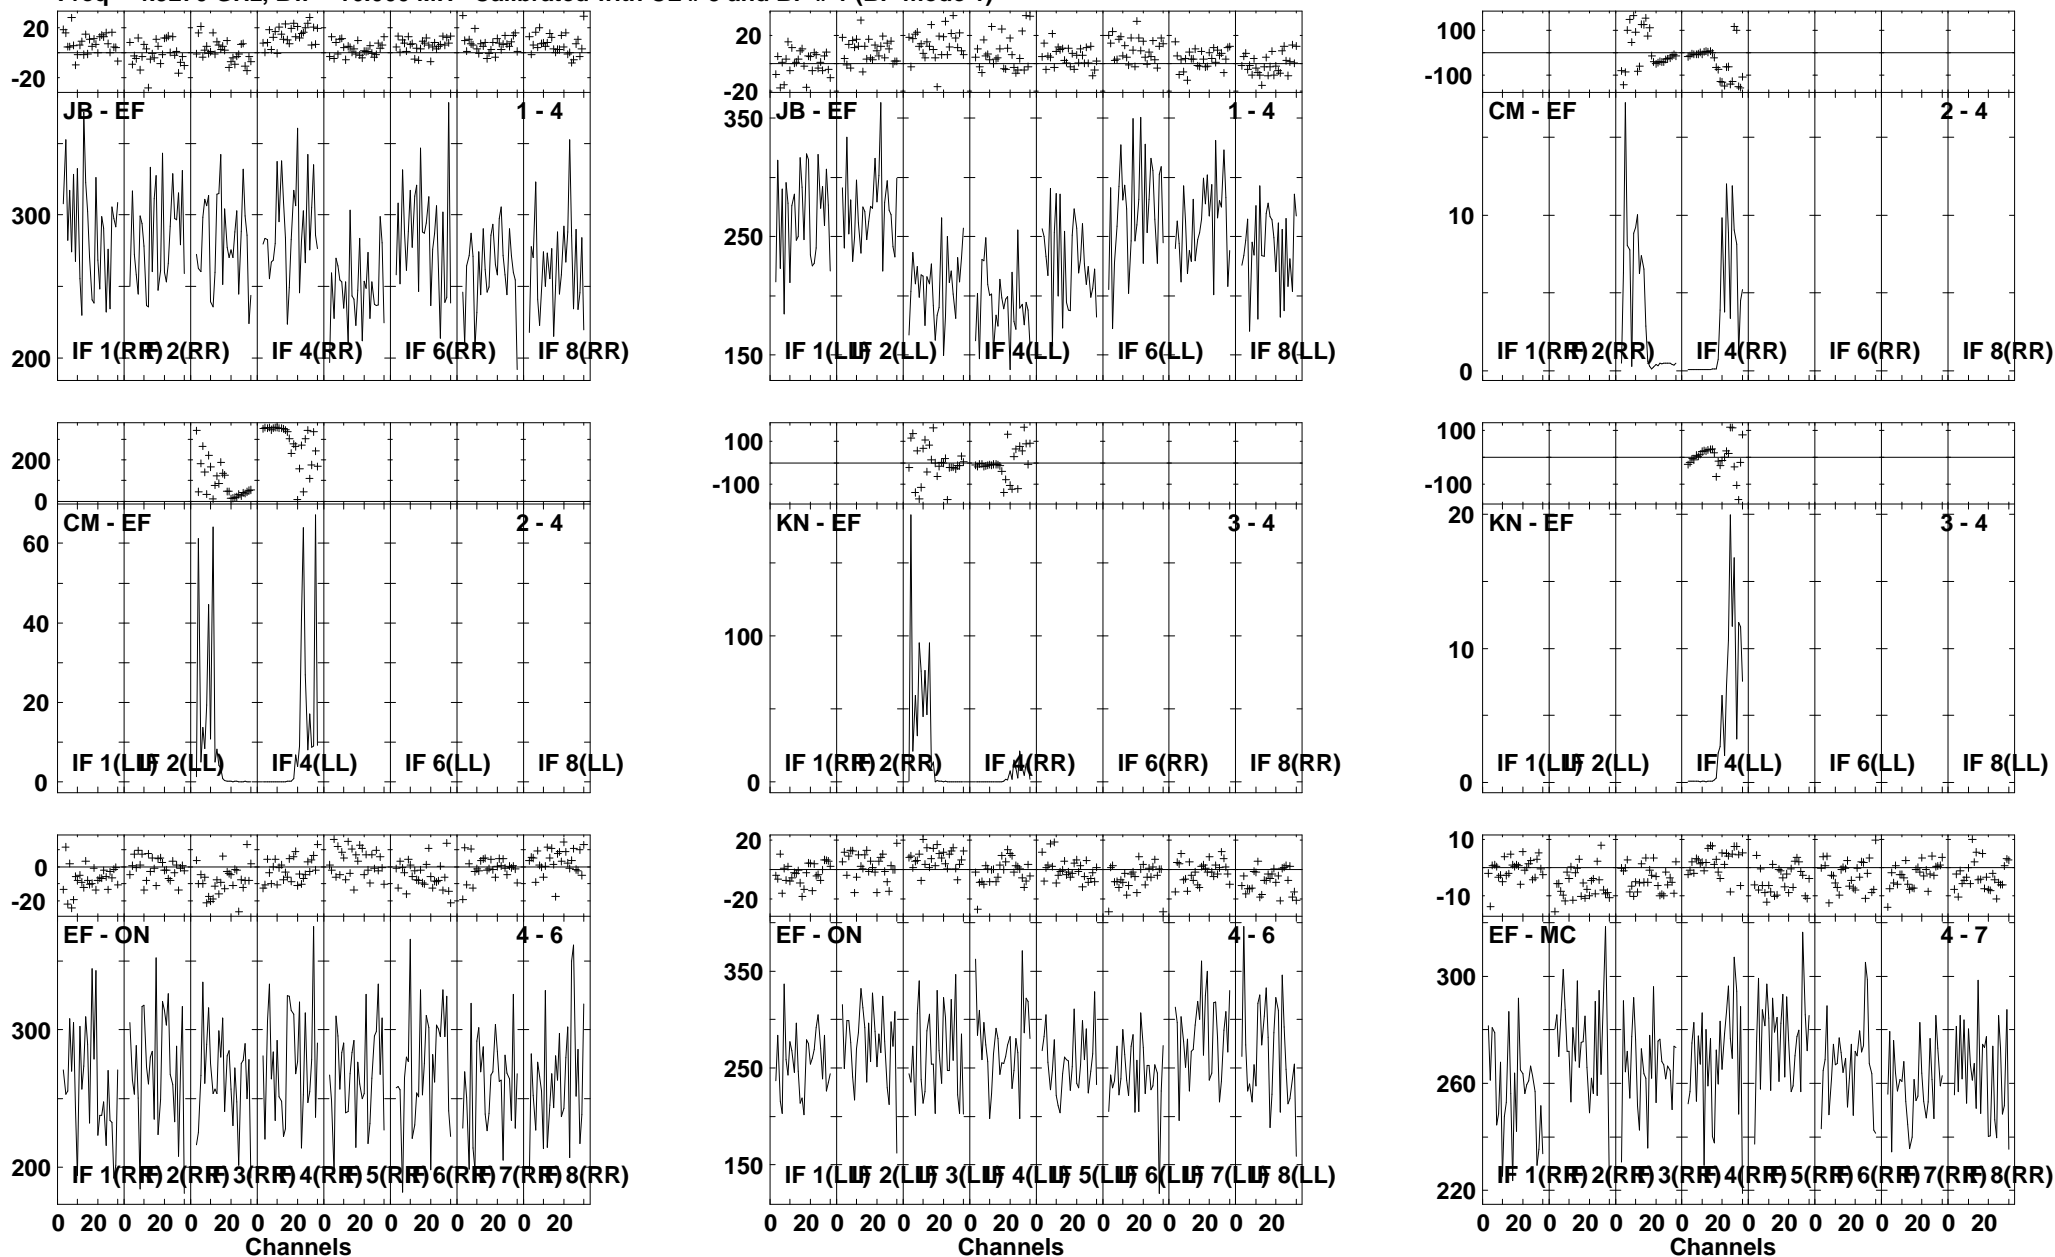 20
-20
JB - EF 1 - 4
300
200
IF 1(RR) IF 2(RR) IF 4(RR) IF 6(RR) IF 8(RR)
20
-20
JB - EF 1 - 4
350
250
150
IF 1(LL) IF 2(LL) IF 4(LL) IF 6(LL) IF 8(LL)
100
-100
CM - EF 2 - 4
10
0
IF 1(RR) IF 2(RR) IF 4(RR) IF 6(RR) IF 8(RR)
200
0
CM - EF 2 - 4
60
40
20
0
IF 1(LL) IF 2(LL) IF 4(LL) IF 6(LL) IF 8(LL)
100
-100
KN - EF 3 - 4
100
0
IF 1(RR) IF 2(RR) IF 4(RR) IF 6(RR) IF 8(RR)
100
-100
KN - EF 3 - 4
20
10
0
IF 1(LL) IF 2(LL) IF 4(LL) IF 6(LL) IF 8(LL)
0
-20
EF - ON 4 - 6
300
200
IF 1(RR) IF 2(RR) IF 3(RR) IF 4(RR) IF 5(RR) IF 6(RR) IF 7(RR) IF 8(RR)
0 20 0 20 0 20 0 20 0 20 0 20 0 20 0 20
Channels
20
0
-20
EF - ON 4 - 6
350
250
150
IF 1(LL) IF 2(LL) IF 3(LL) IF 4(LL) IF 5(LL) IF 6(LL) IF 7(LL) IF 8(LL)
0 20 0 20 0 20 0 20 0 20 0 20 0 20 0 20
Channels
10
-10
EF - MC 4 - 7
300
260
220
IF 1(RR) IF 2(RR) IF 3(RR) IF 4(RR) IF 5(RR) IF 6(RR) IF 7(RR) IF 8(RR)
0 20 0 20 0 20 0 20 0 20 0 20 0 20 0 20
Channels